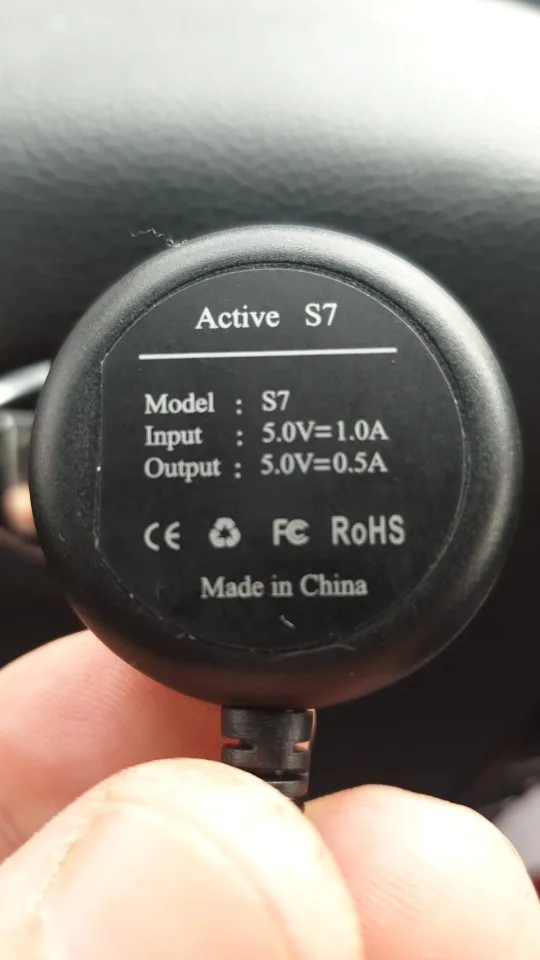 Active S7
Model : S7
Input : 5.0V=1.0A
Output : 5.0V=0.5A
CE FC RoHS
Made in China